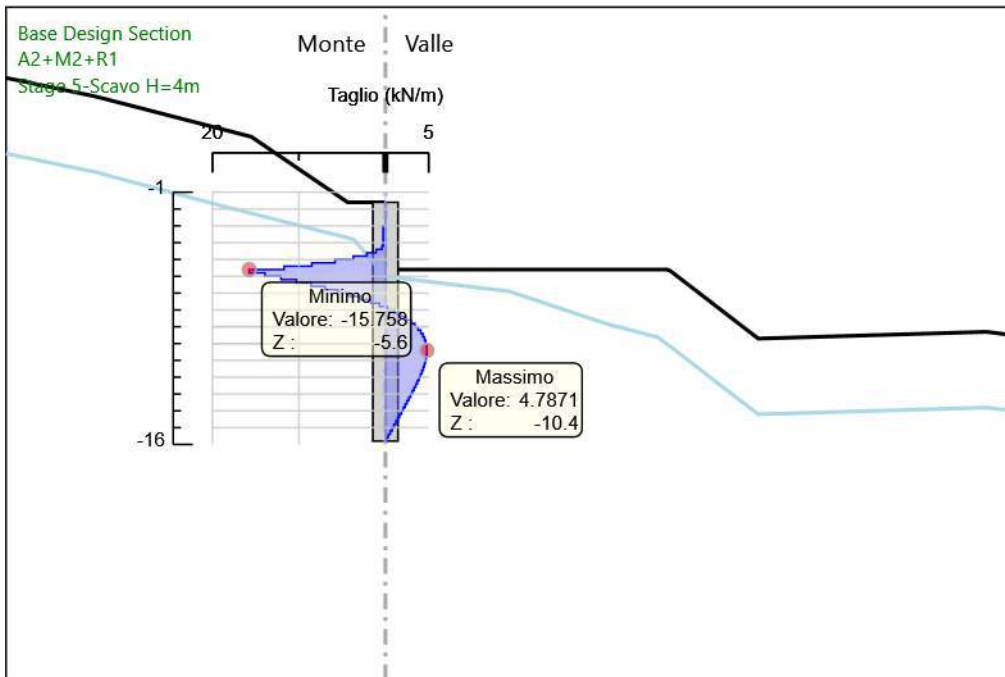 Base Design Section
A2+M2+R1
Stage 5-Scavo H=4m
Monte Valle
Taglio (kN/m)
20 5
-1
Minimo
Valore: -15.758
Z : -5.6
Massimo
Valore: 4.7871
Z : -10.4
-16